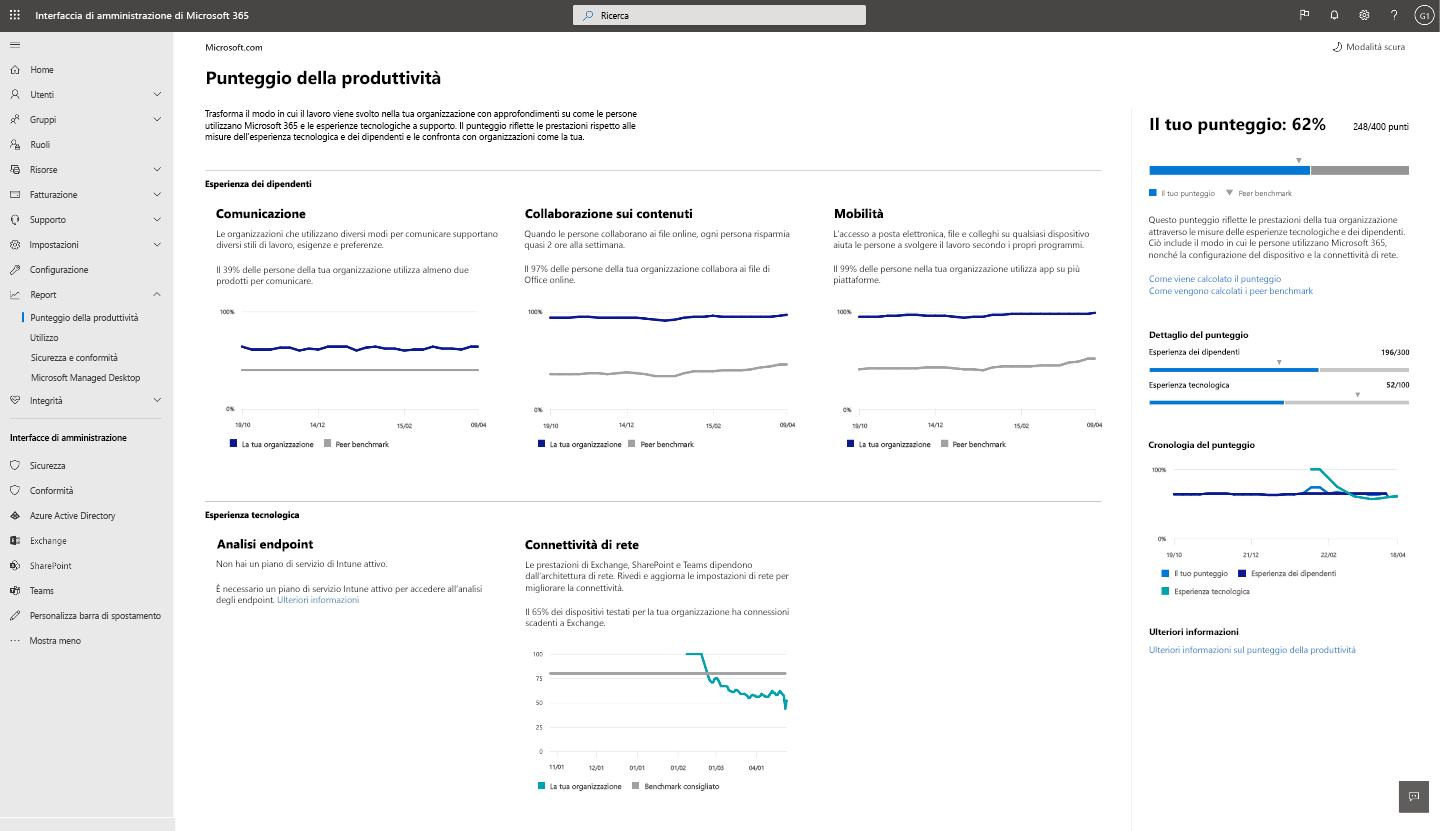 Interfaccia di amministrazione di Microsoft 365
Ricerca
G1
Home
Utenti
Gruppi
Ruoli
Risorse
Fatturazione
Supporto
Impostazioni
Configurazione
Report
Punteggio della produttività
Utilizzo
Sicurezza e conformità
Microsoft Managed Desktop
Integrità
Interfacce di amministrazione
Sicurezza
Conformità
Azure Active Directory
Exchange
SharePoint
Teams
Personalizza barra di spostamento
Mostra meno
Microsoft.com
Modalità scura
Punteggio della produttività
Trasforma il modo in cui il lavoro viene svolto nella tua organizzazione con approfondimenti su come le persone
utilizzano Microsoft 365 e le esperienze tecnologiche a supporto. Il punteggio riflette le prestazioni rispetto alle
misure dell'esperienza tecnologica e dei dipendenti e le confronta con organizzazioni come la tua.
Esperienza dei dipendenti
Comunicazione
Le organizzazioni che utilizzano diversi modi per comunicare supportano
diversi stili di lavoro, esigenze e preferenze.
Il 39% delle persone della tua organizzazione utilizza almeno due
prodotti per comunicare.
100%
0%
19/10 14/12 15/02 09/04
La tua organizzazione Peer benchmark
Collaborazione sui contenuti
Quando le persone collaborano ai file online, ogni persona risparmia
quasi 2 ore alla settimana.
Il 97% delle persone della tua organizzazione collabora ai file di
Office online.
100%
0%
19/10 14/12 15/02 09/04
La tua organizzazione Peer benchmark
Mobilità
L'accesso a posta elettronica, file e colleghi su qualsiasi dispositivo
aiuta le persone a svolgere il lavoro secondo i propri programmi.
Il 99% delle persone nella tua organizzazione utilizza app su più
piattaforme.
100%
0%
19/10 14/12 15/02 09/04
La tua organizzazione Peer benchmark
Esperienza tecnologica
Analisi endpoint
Non hai un piano di servizio di Intune attivo.
È necessario un piano di servizio Intune attivo per accedere all'analisi
degli endpoint. Ulteriori informazioni
Connettività di rete
Le prestazioni di Exchange, SharePoint e Teams dipendono
dall'architettura di rete. Rivedi e aggiorna le impostazioni di rete per
migliorare la connettività.
Il 65% dei dispositivi testati per la tua organizzazione ha connessioni
scadenti a Exchange.
100
75
50
25
0
11/01 12/01 01/01 01/02 01/03 04/01
La tua organizzazione Benchmark consigliato
Il tuo punteggio: 62% 248/400 punti
Il tuo punteggio Peer benchmark
Questo punteggio riflette le prestazioni della tua organizzazione
attraverso le misure delle esperienze tecnologiche e dei dipendenti.
Ciò include il modo in cui le persone utilizzano Microsoft 365,
nonché la configurazione del dispositivo e la connettività di rete.
Come viene calcolato il punteggio
Come vengono calcolati i peer benchmark
Dettaglio del punteggio
Esperienza dei dipendenti 196/300
Esperienza tecnologica 52/100
Cronologia del punteggio
100%
0%
19/10 21/12 22/02 18/04
Il tuo punteggio Esperienza dei dipendenti
Esperienza tecnologica
Ulteriori informazioni
Ulteriori informazioni sul punteggio della produttività